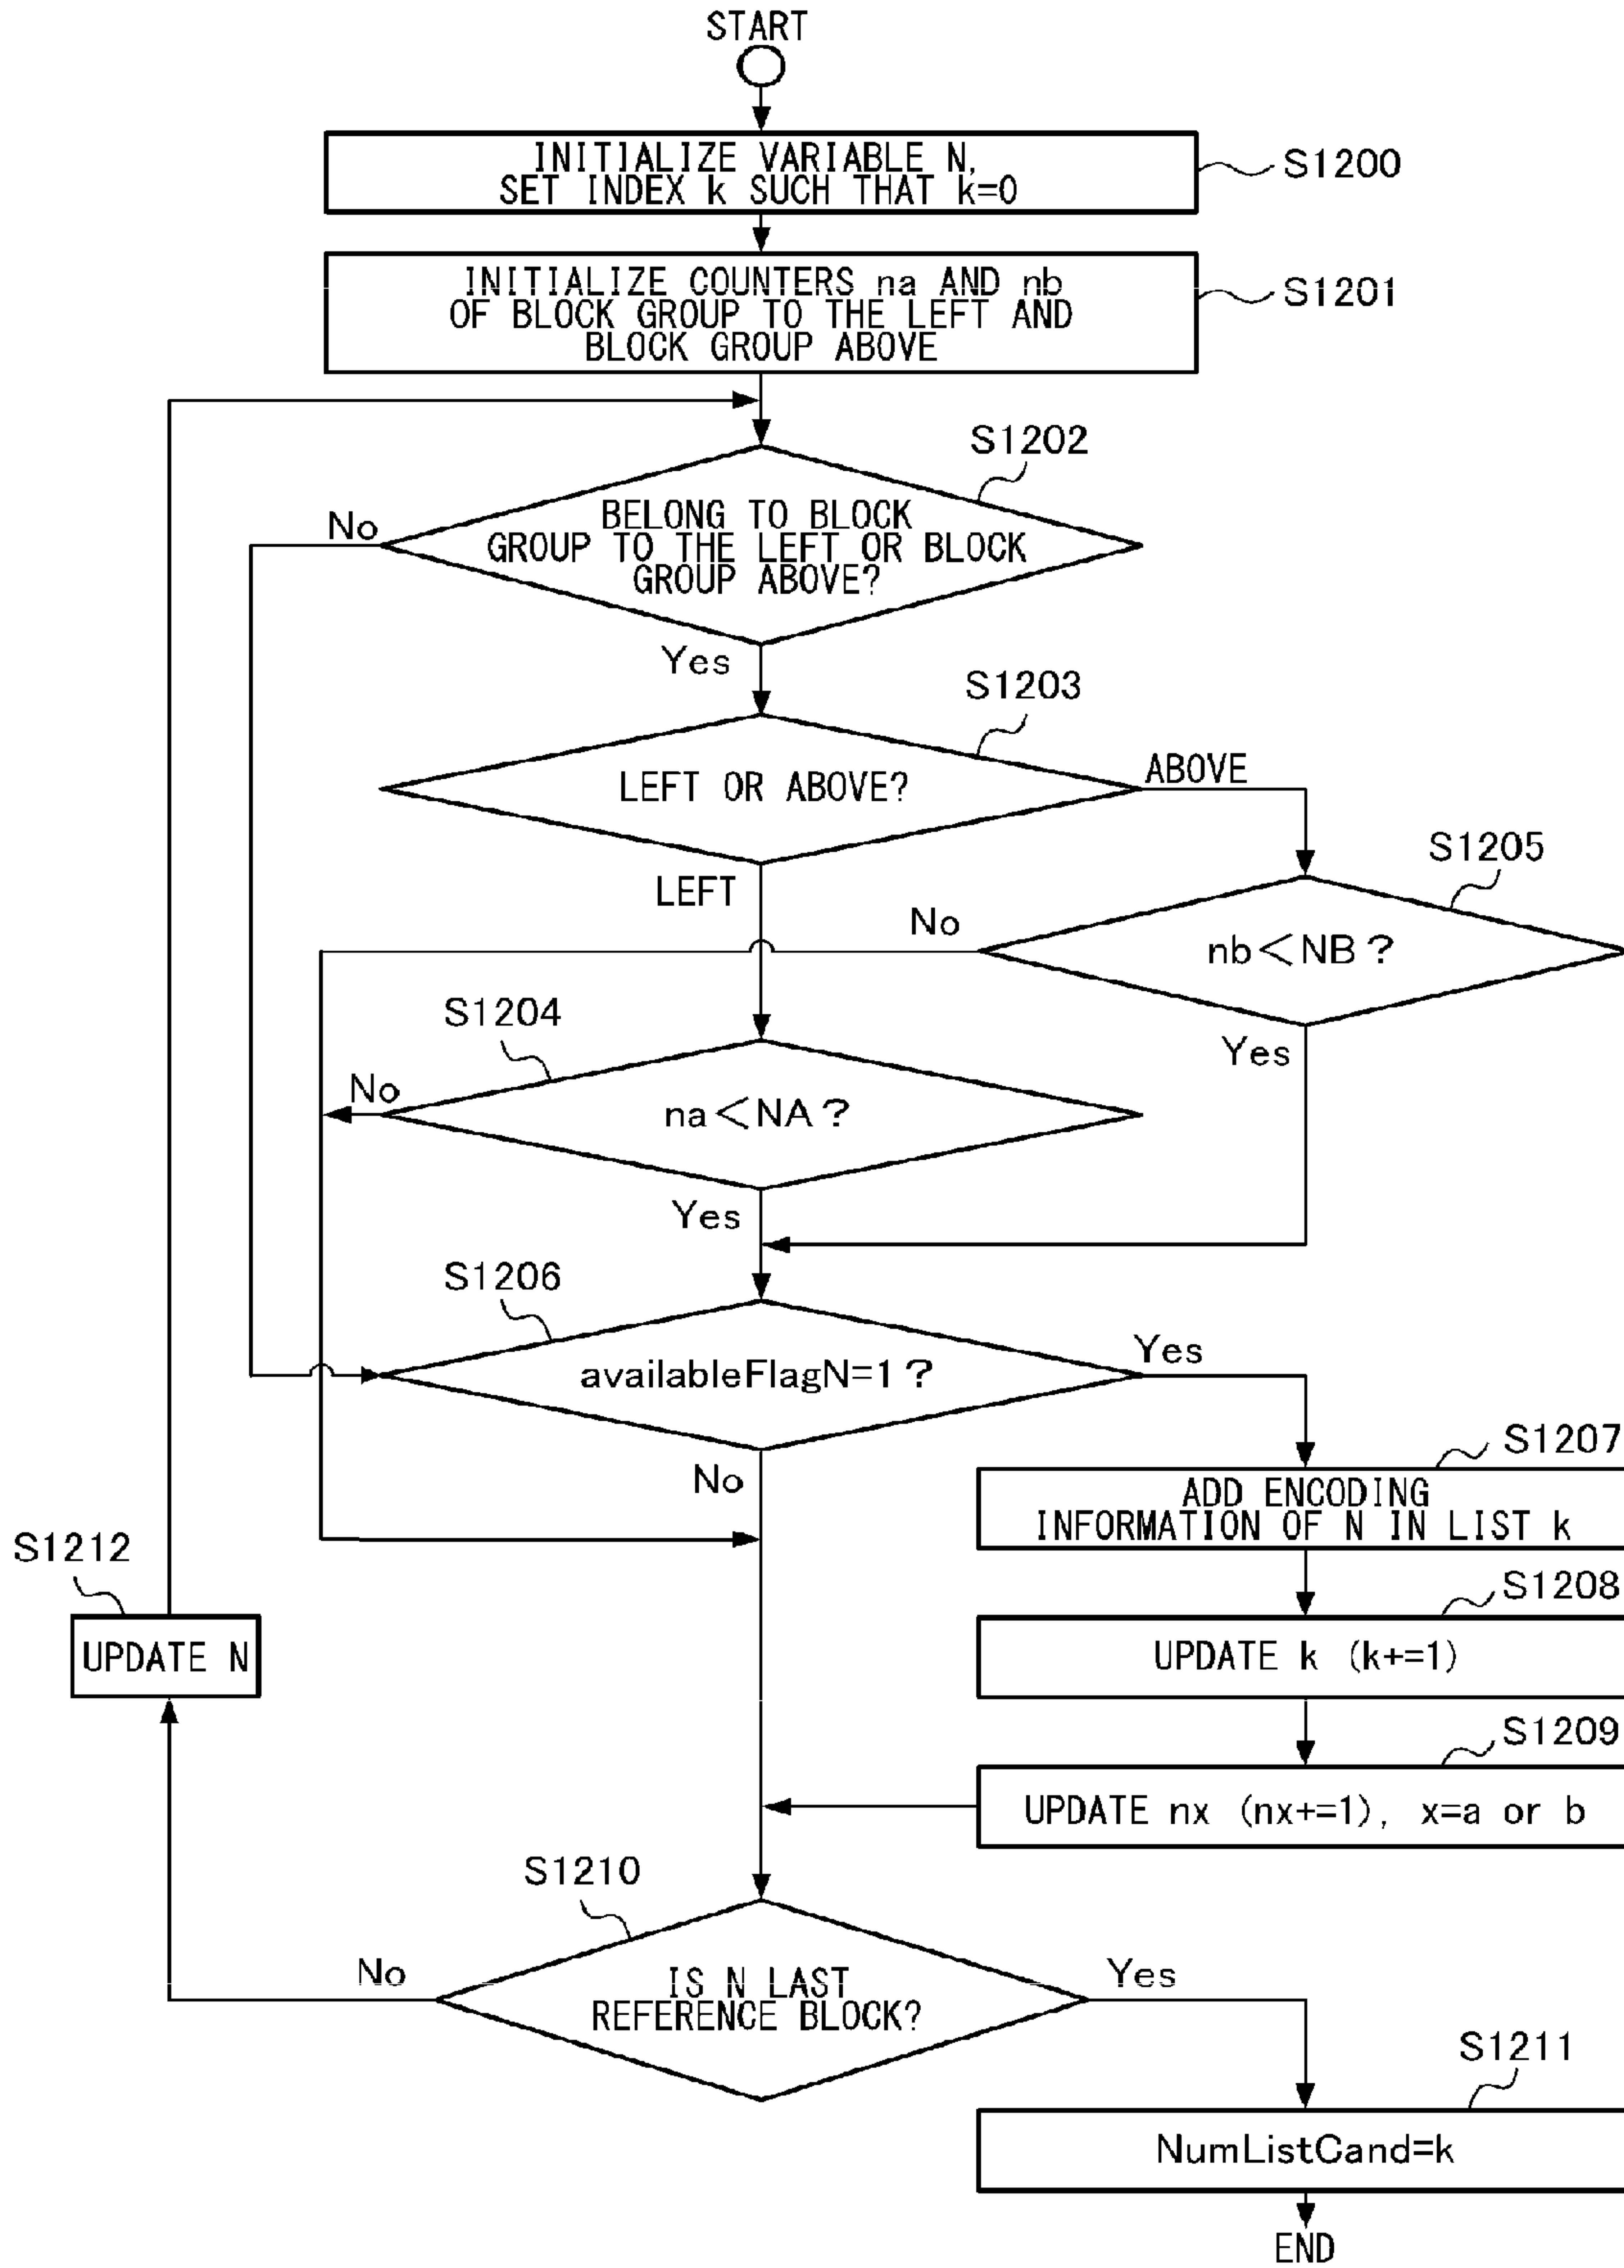 START
INITIALIZE VARIABLE N,
SET INDEX k SUCH THAT k=0
S1200
INITIALIZE COUNTERS na AND nb
OF BLOCK GROUP TO THE LEFT AND
BLOCK GROUP ABOVE
S1201
S1202
BELONG TO BLOCK
GROUP TO THE LEFT OR BLOCK
GROUP ABOVE?
No
Yes
S1203
LEFT OR ABOVE?
ABOVE
LEFT
S1205
nb<NB?
No
Yes
S1204
na<NA?
No
Yes
S1206
availableFlagN=1?
Yes
No
S1207
ADD ENCODING
INFORMATION OF N IN LIST k
S1208
UPDATE k (k+=1)
S1209
UPDATE nx (nx+=1), x=a or b
S1212
UPDATE N
S1210
IS N LAST
REFERENCE BLOCK?
No
Yes
S1211
NumListCand=k
END